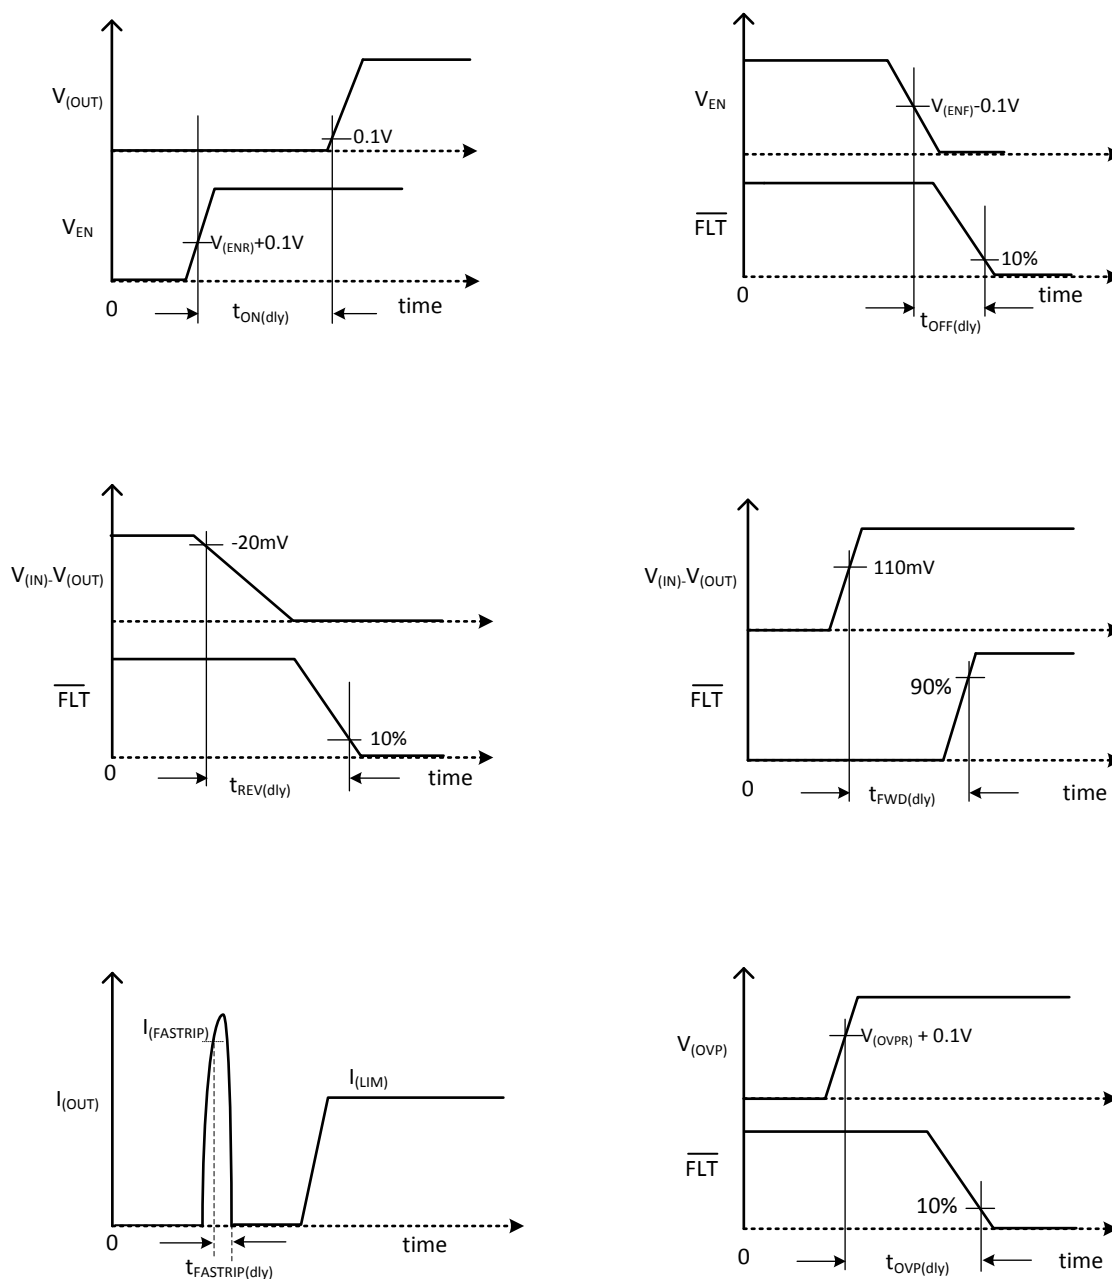 V(OUT)
0.1V
VEN
V(ENR)+0.1V
0
tON(dly)
time
VEN
V(ENF)-0.1V
FLT
10%
0
tOFF(dly)
time
V(IN)-V(OUT)
-20mV
FLT
10%
0
tREV(dly)
time
V(IN)-V(OUT)
110mV
FLT
90%
0
tFWD(dly)
time
I(FASTRIP)
I(OUT)
I(LIM)
0
tFASTRIP(dly)
time
V(OVP)
V(OVPR) + 0.1V
FLT
10%
0
tOVP(dly)
time